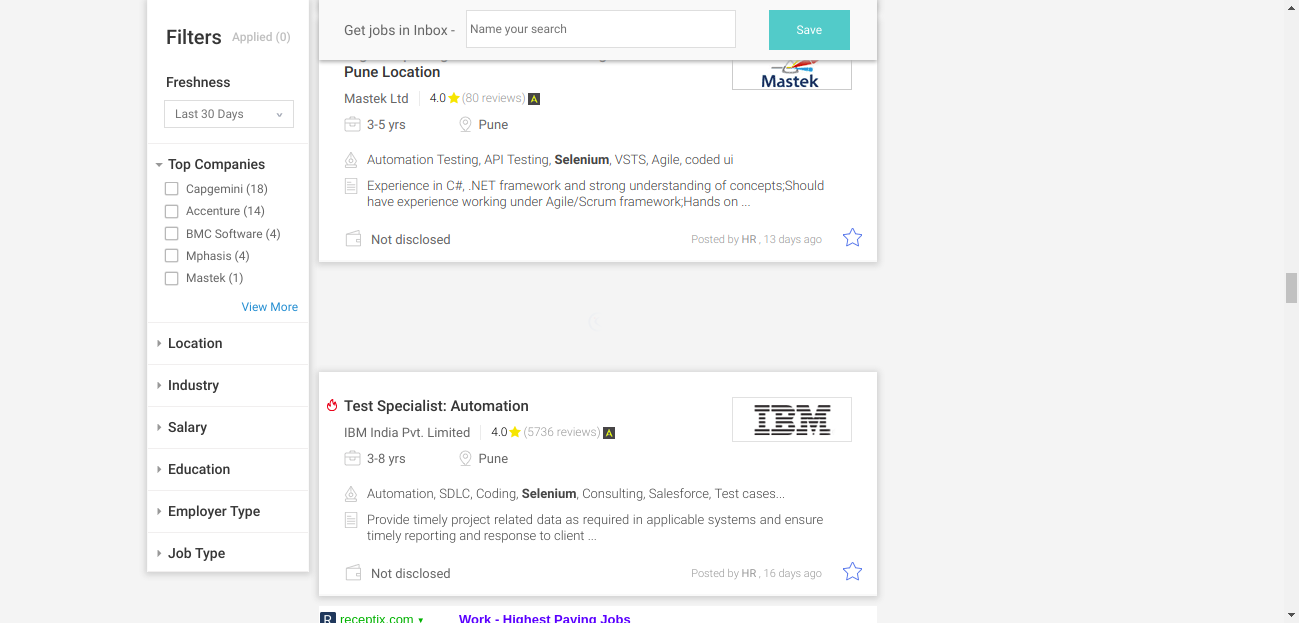 Filters Applied (0)
Freshness
Last 30 Days
Top Companies
Capgemini (18)
Accenture (14)
BMC Software (4)
Mphasis (4)
Mastek (1)
View More
Location
Industry
Salary
Education
Employer Type
Job Type
Get jobs in Inbox - Name your search Save
Pune Location
Mastek
Mastek Ltd 4.0 (80 reviews) A
3-5 yrs Pune
Automation Testing, API Testing, Selenium, VSTS, Agile, coded ui
Experience in C#, .NET framework and strong understanding of concepts;Should
have experience working under Agile/Scrum framework;Hands on ...
Not disclosed Posted by HR , 13 days ago
Test Specialist: Automation
IBM
IBM India Pvt. Limited 4.0 (5736 reviews) A
3-8 yrs Pune
Automation, SDLC, Coding, Selenium, Consulting, Salesforce, Test cases...
Provide timely project related data as required in applicable systems and ensure
timely reporting and response to client ...
Not disclosed Posted by HR , 16 days ago
R receptix.com Work - Highest Paying Jobs